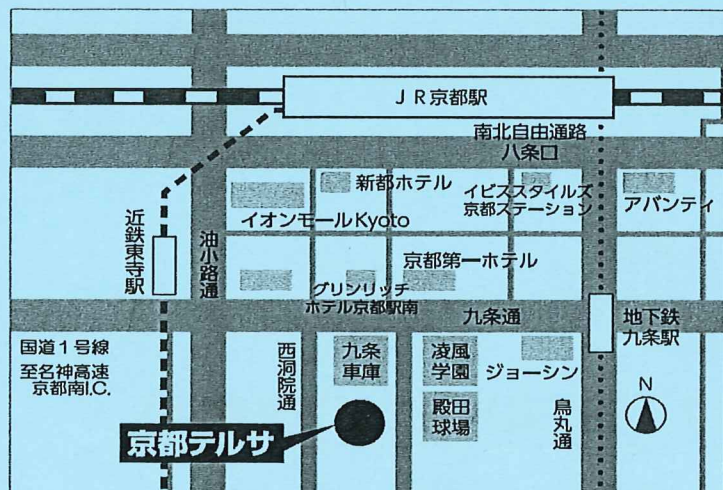 JR京都駅
南北自由通路
八条口
新都ホテル
イビススタイルズ
京都ステーション
アバンティ
イオンモールKyoto
近鉄東寺駅
油小路通
京都第一ホテル
グリンリッチ
ホテル京都駅南
九条通
地下鉄
九条駅
国道1号線
至名神高速
京都南I.C.
西洞院通
九条
車庫
凌風
学園
ジョーシン
殿田
球場
烏丸通
N
京都テルサ